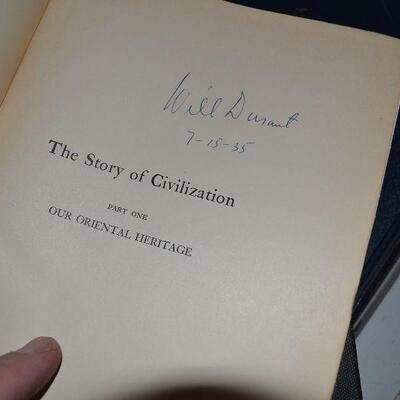 Will Durant
7-15-35
The Story of Civilization
PART ONE
OUR ORIENTAL HERITAGE